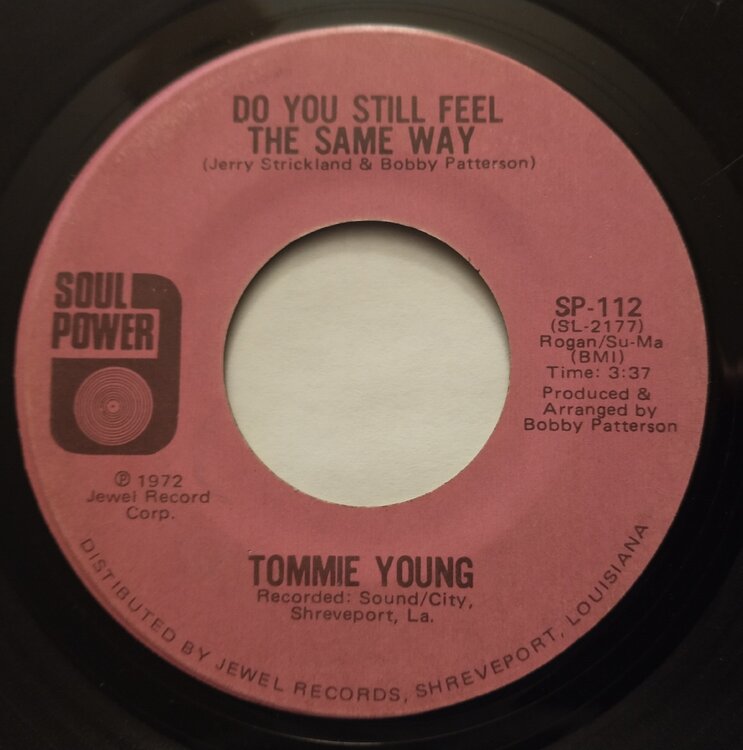 DO YOU STILL FEEL
THE SAME WAY
(Jerry Strickland & Bobby Patterson)
SOUL
POWER
SP-112
(SL-2177)
Rogan/Su-Ma
(BMI)
Time: 3:37
Produced &
Arranged by
Bobby Patterson
℗ 1972
Jewel Record
Corp.
TOMMIE YOUNG
Recorded: Sound/City,
Shreveport, La.
DISTRIBUTED BY JEWEL RECORDS, SHREVEPORT, LOUISIANA